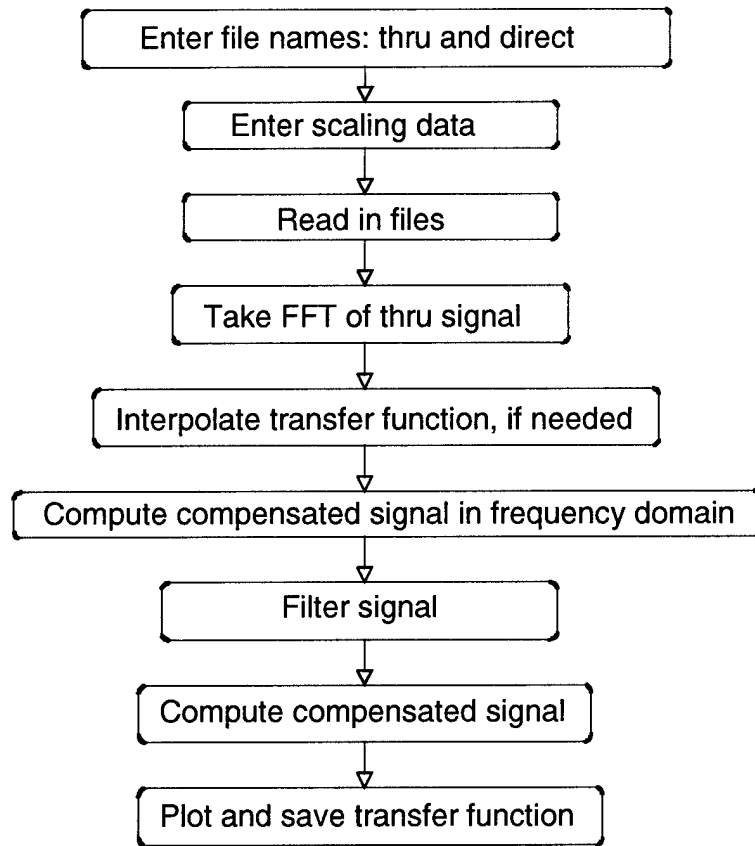 Enter file names: thru and direct
Enter scaling data
Read in files
Take FFT of thru signal
Interpolate transfer function, if needed
Compute compensated signal in frequency domain
Filter signal
Compute compensated signal
Plot and save transfer function